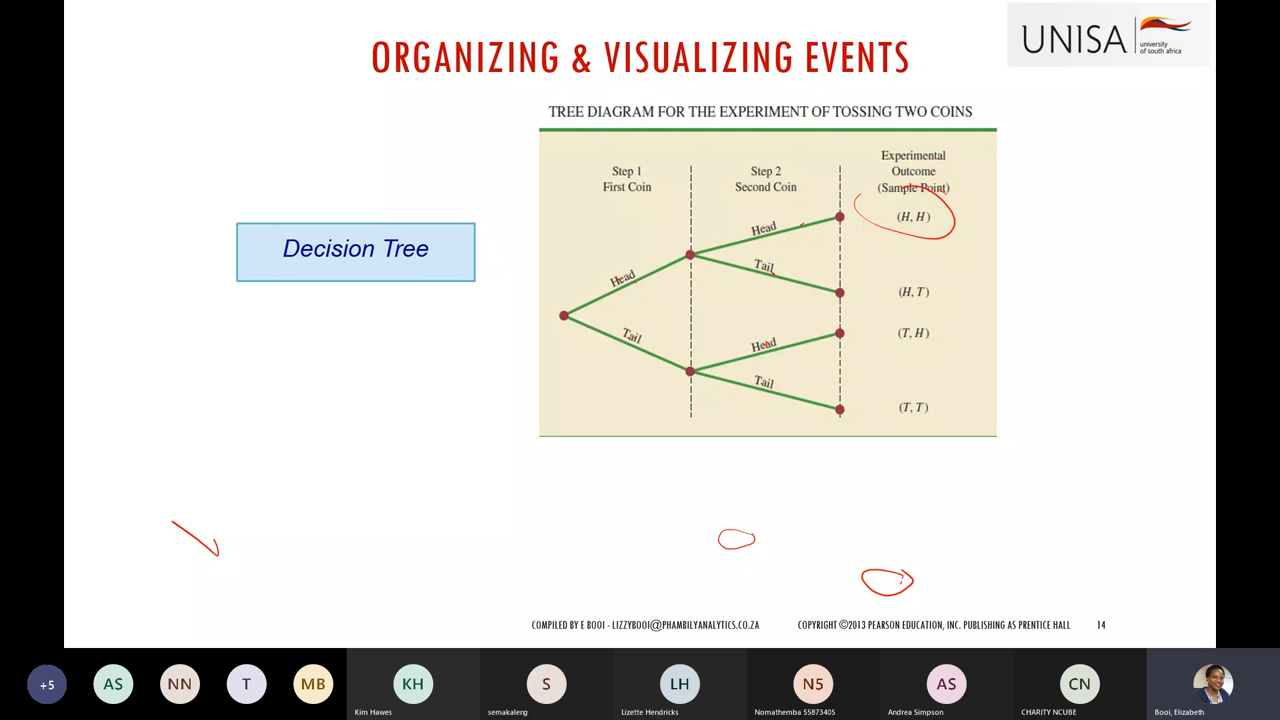 ORGANIZING & VISUALIZING EVENTS
UNISA
university
of south africa
TREE DIAGRAM FOR THE EXPERIMENT OF TOSSING TWO COINS
Step 1
First Coin
Step 2
Second Coin
Experimental
Outcome
(Sample Point)
Decision Tree
Head
Tail
Head
Tail
Head
Tail
(H, H)
(H, T)
(T, H)
(T, T)
COMPILED BY E BOOI - LIZZYBOOI@PHAMBILYANALYTICS.CO.ZA
COPYRIGHT ©2013 PEARSON EDUCATION, INC. PUBLISHING AS PRENTICE HALL
14
+5
AS
NN
T
MB
KH
Kim Hawes
S
semakaleng
LH
Lizette Hendricks
N5
Nomathemba 55873405
AS
Andrea Simpson
CN
CHARITY NCUBE
Booi, Elizabeth